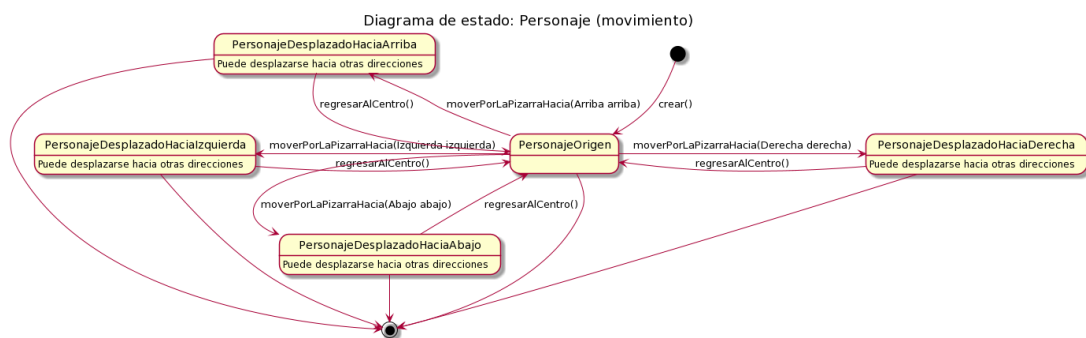 Diagrama de estado: Personaje (movimiento)
PersonajeDesplazadoHaciaArriba
Puede desplazarse hacia otras direcciones
regresarAlCentro()
moverPorLaPizarraHacia(Arriba arriba)
crear()
PersonajeDesplazadoHaciaIzquierda
Puede desplazarse hacia otras direcciones
moverPorLaPizarraHacia(Izquierda izquierda)
regresarAlCentro()
PersonajeOrigen
moverPorLaPizarraHacia(Derecha derecha)
regresarAlCentro()
PersonajeDesplazadoHaciaDerecha
Puede desplazarse hacia otras direcciones
moverPorLaPizarraHacia(Abajo abajo)
regresarAlCentro()
PersonajeDesplazadoHaciaAbajo
Puede desplazarse hacia otras direcciones